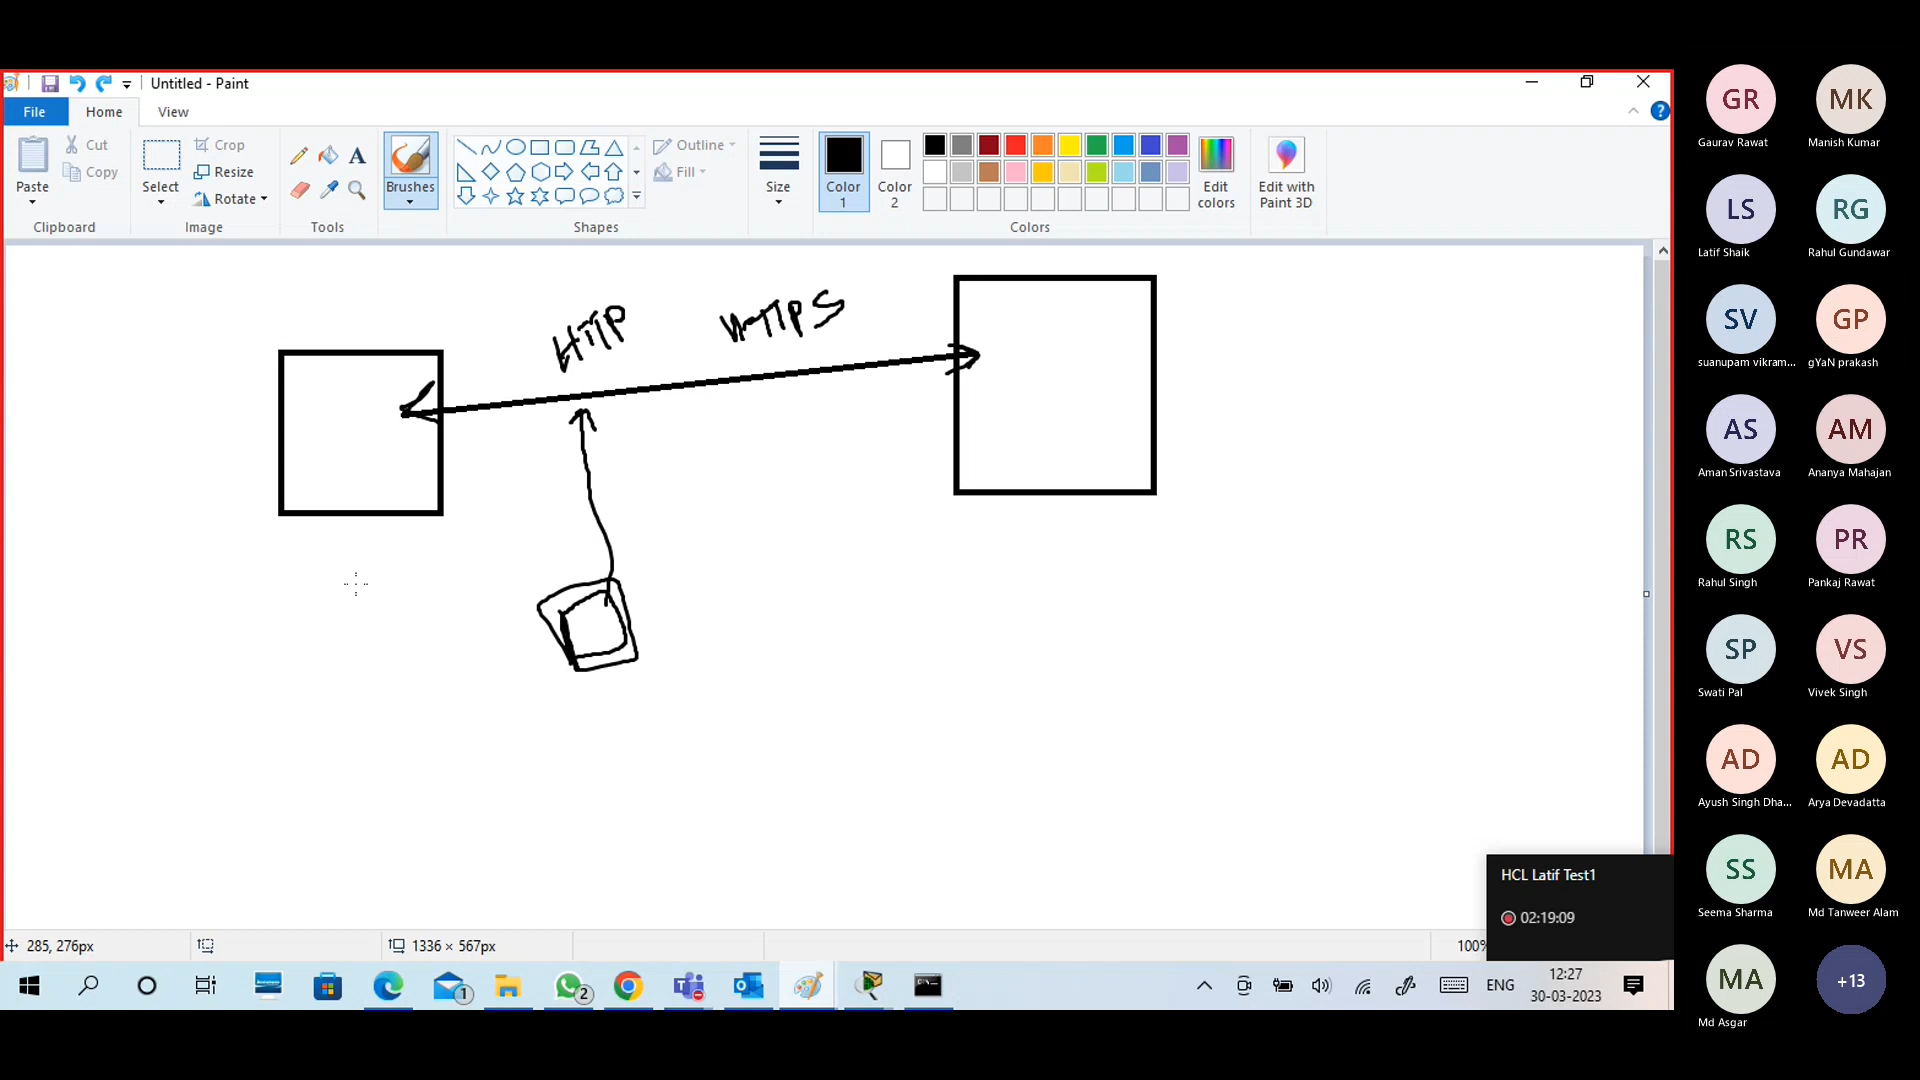 Untitled - Paint
File Home View
Paste
Cut
Copy
Clipboard
Select
Crop
Resize
Rotate
Image
A
Tools
Brushes
Outline
Fill
Shapes
Size
Color 1
Color 2
Edit colors
Edit with Paint 3D
Colors
HTTP HTTPS
HCL Latif Test1
02:19:09
285, 276px
1336 × 567px
100%
1
2
ENG
12:27
30-03-2023
GR MK
Gaurav Rawat Manish Kumar
LS RG
Latif Shaik Rahul Gundawar
SV GP
suanupam vikram... gYaN prakash
AS AM
Aman Srivastava Ananya Mahajan
RS PR
Rahul Singh Pankaj Rawat
SP VS
Swati Pal Vivek Singh
AD AD
Ayush Singh Dha... Arya Devadatta
SS MA
Seema Sharma Md Tanweer Alam
MA +13
Md Asgar